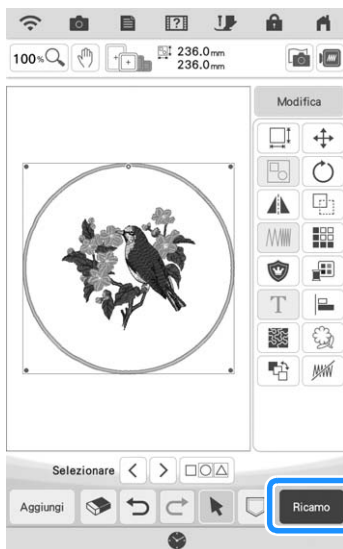 100%
236.0mm
236.0mm
Modifica
T
Selezionare
Aggiungi
Ricamo